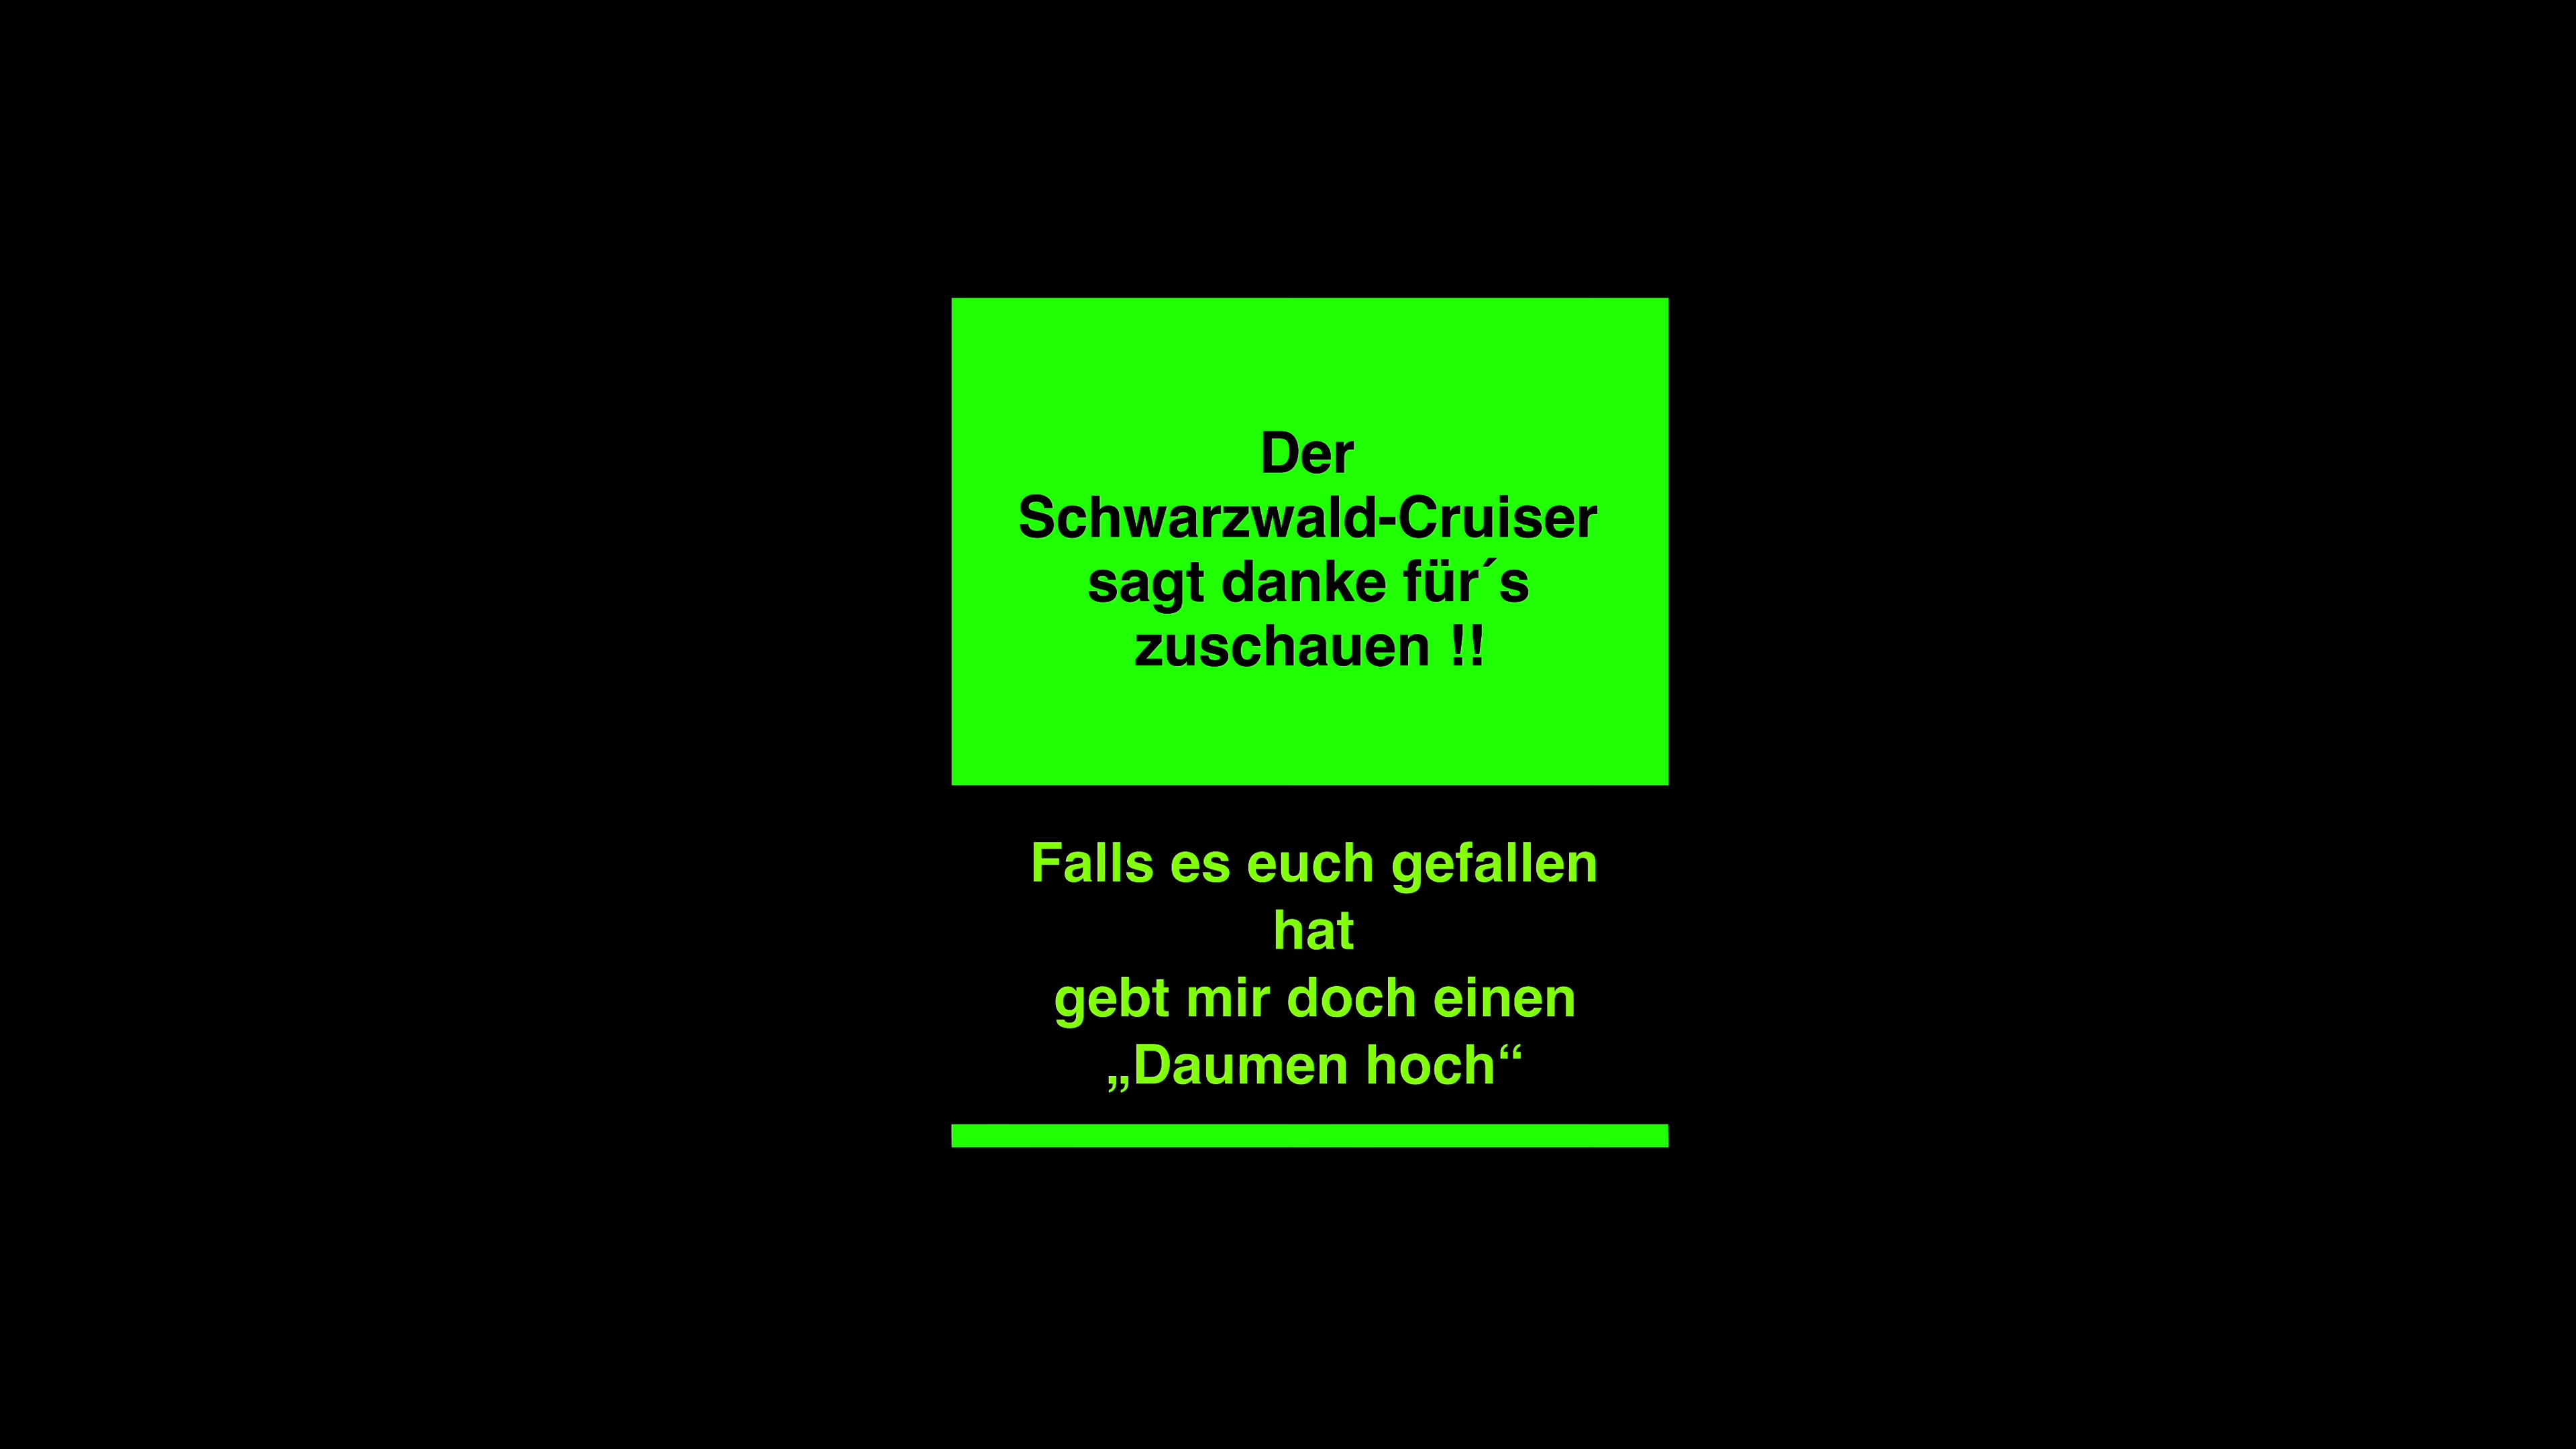 Der
Schwarzwald-Cruiser
sagt danke für´s
zuschauen !!
Falls es euch gefallen
hat
gebt mir doch einen
„Daumen hoch“